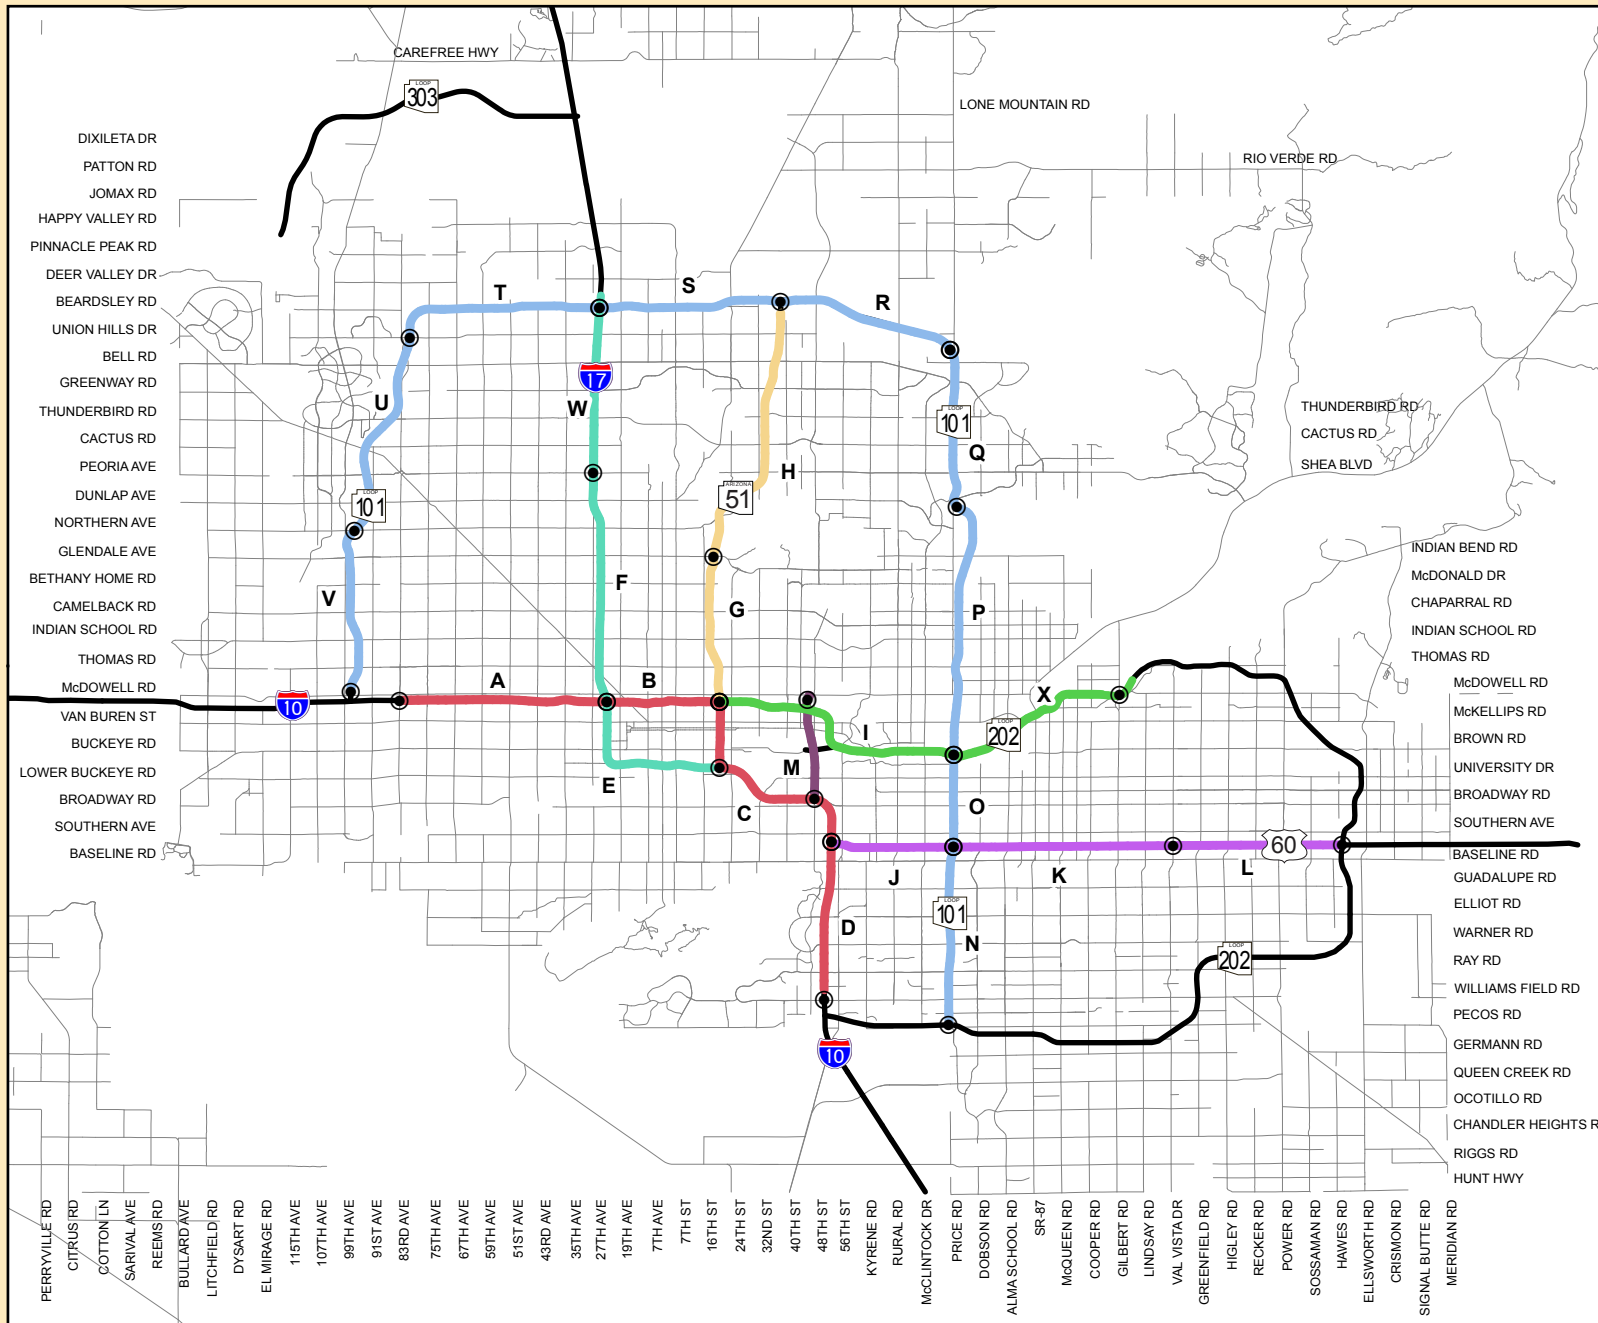 CAREFREE HWY
LOOP
303
LONE MOUNTAIN RD
RIO VERDE RD
DIXILETA DR
PATTON RD
JOMAX RD
HAPPY VALLEY RD
PINNACLE PEAK RD
DEER VALLEY DR
BEARDSLEY RD
UNION HILLS DR
BELL RD
GREENWAY RD
THUNDERBIRD RD
CACTUS RD
PEORIA AVE
DUNLAP AVE
NORTHERN AVE
GLENDALE AVE
BETHANY HOME RD
CAMELBACK RD
INDIAN SCHOOL RD
THOMAS RD
McDOWELL RD
VAN BUREN ST
BUCKEYE RD
LOWER BUCKEYE RD
BROADWAY RD
SOUTHERN AVE
BASELINE RD
T
S
R
17
U
W
LOOP
101
Q
H
LOOP
101
ARIZONA
51
F
G
P
V
A
B
X
10
I
LOOP
202
M
E
C
O
J
K
L
60
D
LOOP
101
N
LOOP
202
10
THUNDERBIRD RD
CACTUS RD
SHEA BLVD
INDIAN BEND RD
McDONALD DR
CHAPARRAL RD
INDIAN SCHOOL RD
THOMAS RD
McDOWELL RD
McKELLIPS RD
BROWN RD
UNIVERSITY DR
BROADWAY RD
SOUTHERN AVE
BASELINE RD
GUADALUPE RD
ELLIOT RD
WARNER RD
RAY RD
WILLIAMS FIELD RD
PECOS RD
GERMANN RD
QUEEN CREEK RD
OCOTILLO RD
CHANDLER HEIGHTS R
RIGGS RD
HUNT HWY
PERRYVILLE RD
CITRUS RD
COTTON LN
SARIVAL AVE
REEMS RD
BULLARD AVE
LITCHFIELD RD
DYSART RD
EL MIRAGE RD
115TH AVE
107TH AVE
99TH AVE
91ST AVE
83RD AVE
75TH AVE
67TH AVE
59TH AVE
51ST AVE
43RD AVE
35TH AVE
27TH AVE
19TH AVE
7TH AVE
7TH ST
16TH ST
24TH ST
32ND ST
40TH ST
48TH ST
56TH ST
KYRENE RD
RURAL RD
McCLINTOCK DR
PRICE RD
DOBSON RD
ALMA SCHOOL RD
SR-87
McQUEEN RD
COOPER RD
GILBERT RD
LINDSAY RD
VAL VISTA DR
GREENFIELD RD
HIGLEY RD
RECKER RD
POWER RD
SOSSAMAN RD
HAWES RD
ELLSWORTH RD
CRISMON RD
SIGNAL BUTTE RD
MERIDIAN RD